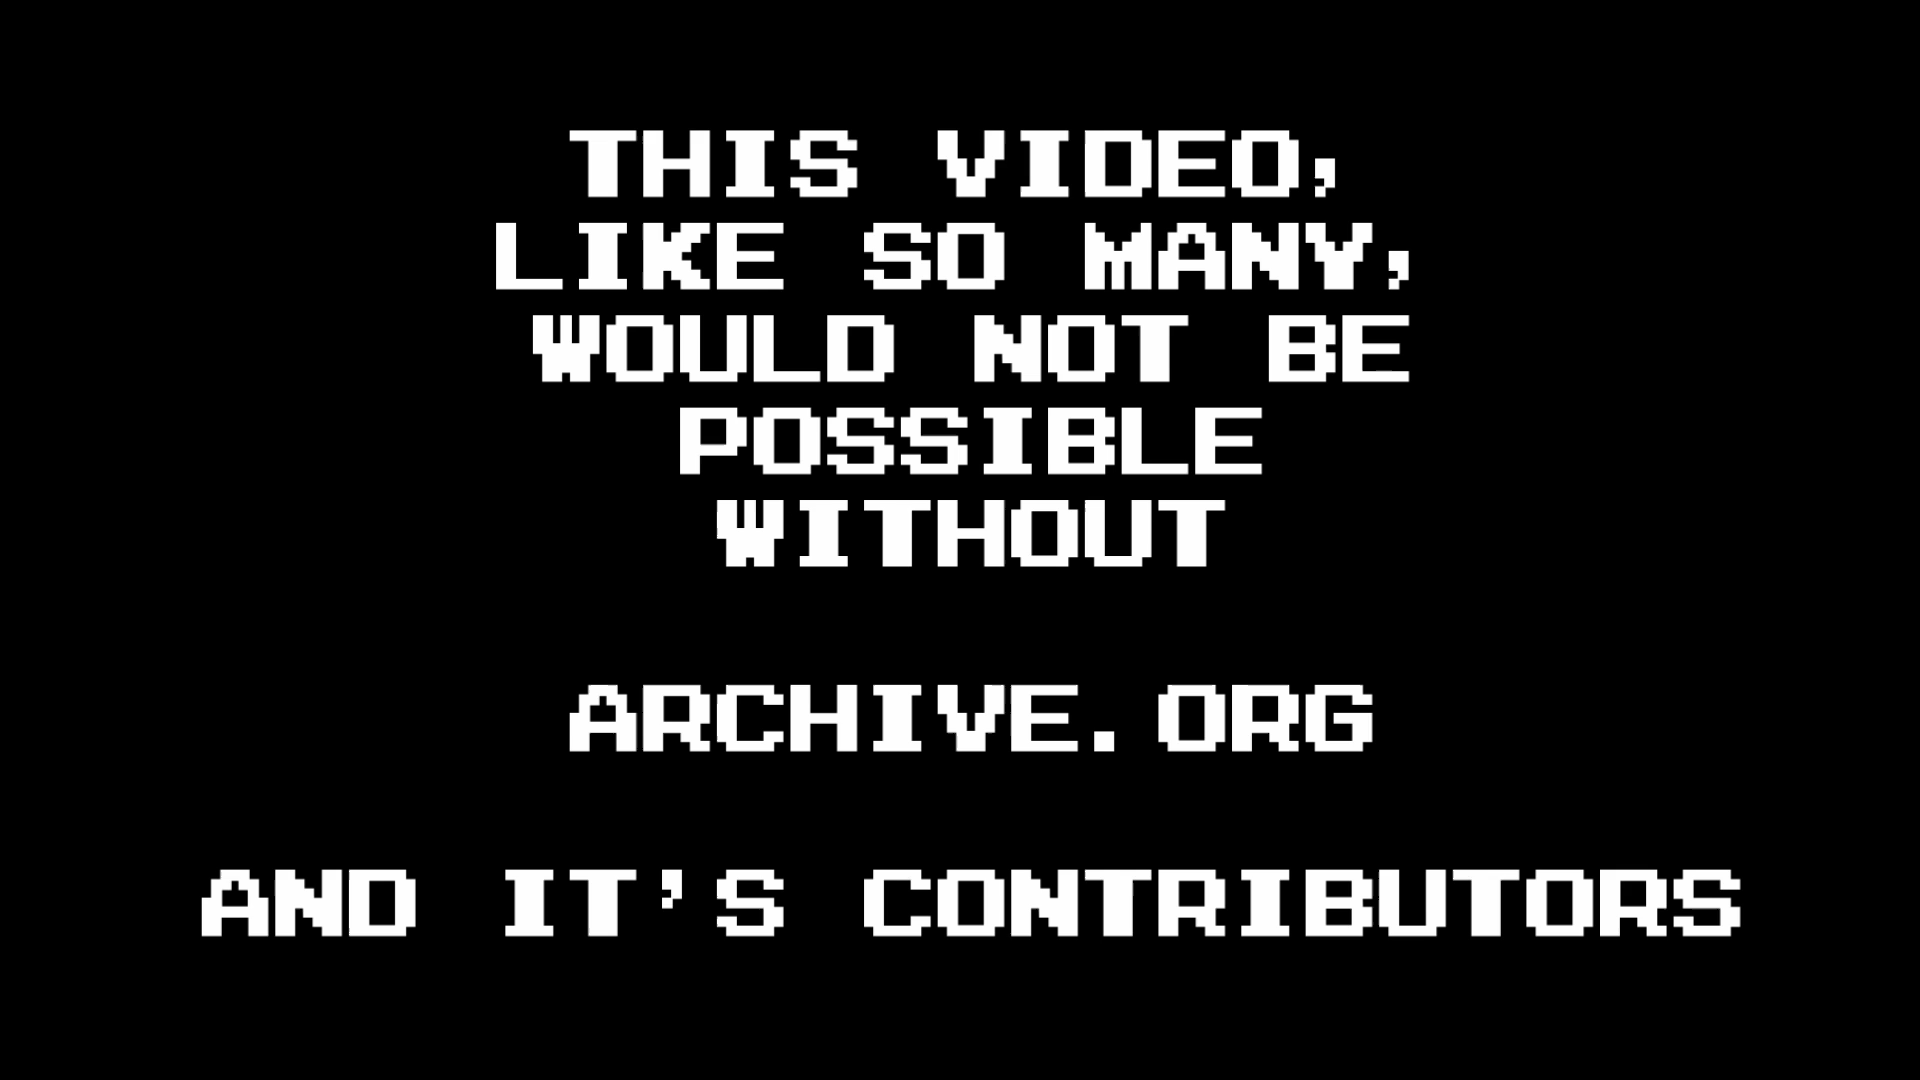 THIS VIDEO,
LIKE SO MANY,
WOULD NOT BE
POSSIBLE
WITHOUT
ARCHIVE.ORG
AND IT'S CONTRIBUTORS